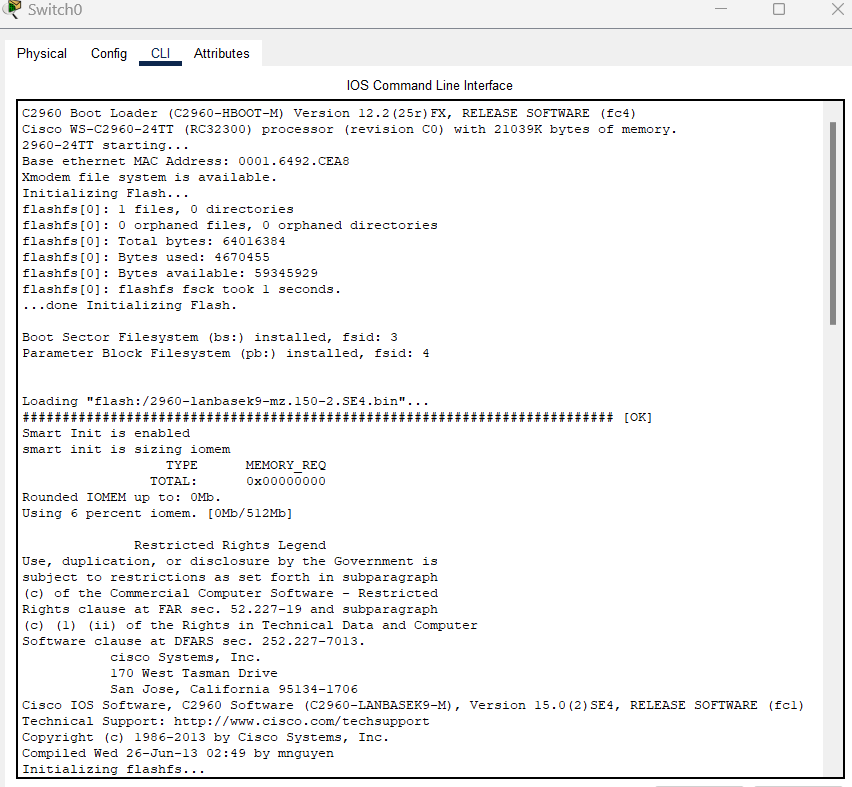 Switch0
Physical Config CLI Attributes
IOS Command Line Interface
C2960 Boot Loader (C2960-HBOOT-M) Version 12.2(25r)FX, RELEASE SOFTWARE (fc4)
Cisco WS-C2960-24TT (RC32300) processor (revision C0) with 21039K bytes of memory.
2960-24TT starting...
Base ethernet MAC Address: 0001.6492.CEA8
Xmodem file system is available.
Initializing Flash...
flashfs[0]: 1 files, 0 directories
flashfs[0]: 0 orphaned files, 0 orphaned directories
flashfs[0]: Total bytes: 64016384
flashfs[0]: Bytes used: 4670455
flashfs[0]: Bytes available: 59345929
flashfs[0]: flashfs fsck took 1 seconds.
...done Initializing Flash.
Boot Sector Filesystem (bs:) installed, fsid: 3
Parameter Block Filesystem (pb:) installed, fsid: 4
Loading "flash:/2960-lanbasek9-mz.150-2.SE4.bin"...
########################################################################## [OK]
Smart Init is enabled
smart init is sizing iomem
TYPE MEMORY_REQ
TOTAL: 0x00000000
Rounded IOMEM up to: 0Mb.
Using 6 percent iomem. [0Mb/512Mb]
Restricted Rights Legend
Use, duplication, or disclosure by the Government is
subject to restrictions as set forth in subparagraph
(c) of the Commercial Computer Software - Restricted
Rights clause at FAR sec. 52.227-19 and subparagraph
(c) (1) (ii) of the Rights in Technical Data and Computer
Software clause at DFARS sec. 252.227-7013.
cisco Systems, Inc.
170 West Tasman Drive
San Jose, California 95134-1706
Cisco IOS Software, C2960 Software (C2960-LANBASEK9-M), Version 15.0(2)SE4, RELEASE SOFTWARE (fc1)
Technical Support: http://www.cisco.com/techsupport
Copyright (c) 1986-2013 by Cisco Systems, Inc.
Compiled Wed 26-Jun-13 02:49 by mnguyen
Initializing flashfs...